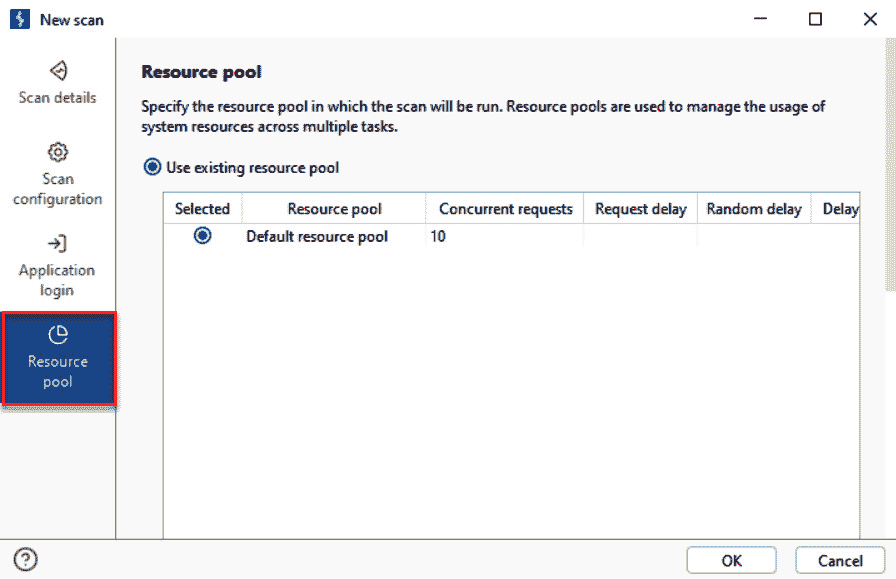 New scan
Scan details
Scan
configuration
Application
login
Resource
pool
Resource pool
Specify the resource pool in which the scan will be run. Resource pools are used to manage the usage of
system resources across multiple tasks.
Use existing resource pool
Selected Resource pool Concurrent requests Request delay Random delay Delay
Default resource pool 10
OK Cancel